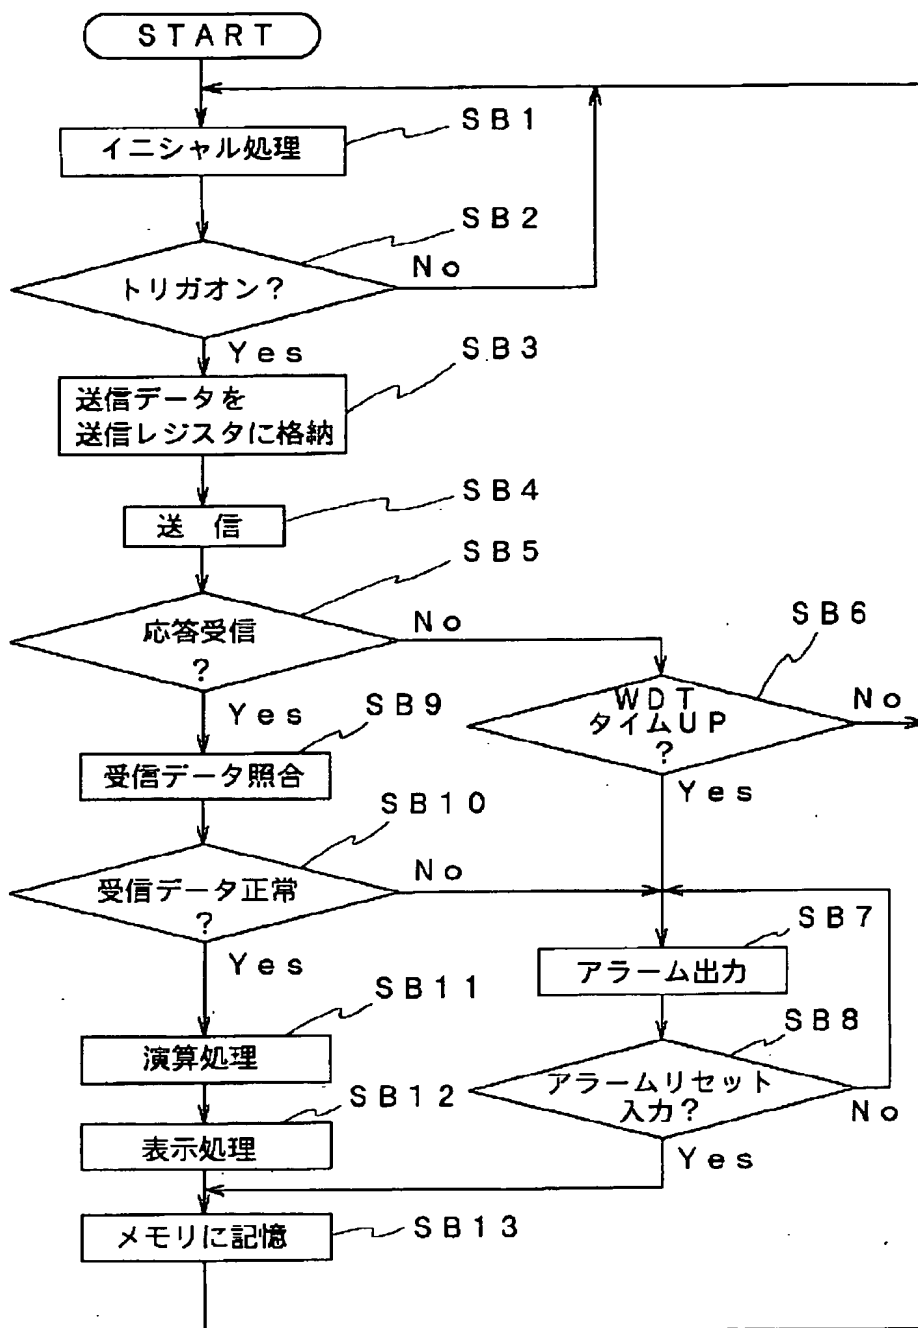 START
SB1
イニシャル処理
SB2
トリガオン？
No
Yes
SB3
送信データを
送信レジスタに格納
SB4
送 信
SB5
応答受信
？
No
SB6
WDT
タイムUP
？
No
Yes
Yes
SB9
受信データ照合
SB10
受信データ正常
？
No
Yes
SB7
アラーム出力
SB11
演算処理
SB8
アラームリセット
入力？
No
Yes
SB12
表示処理
メモリに記憶
SB13